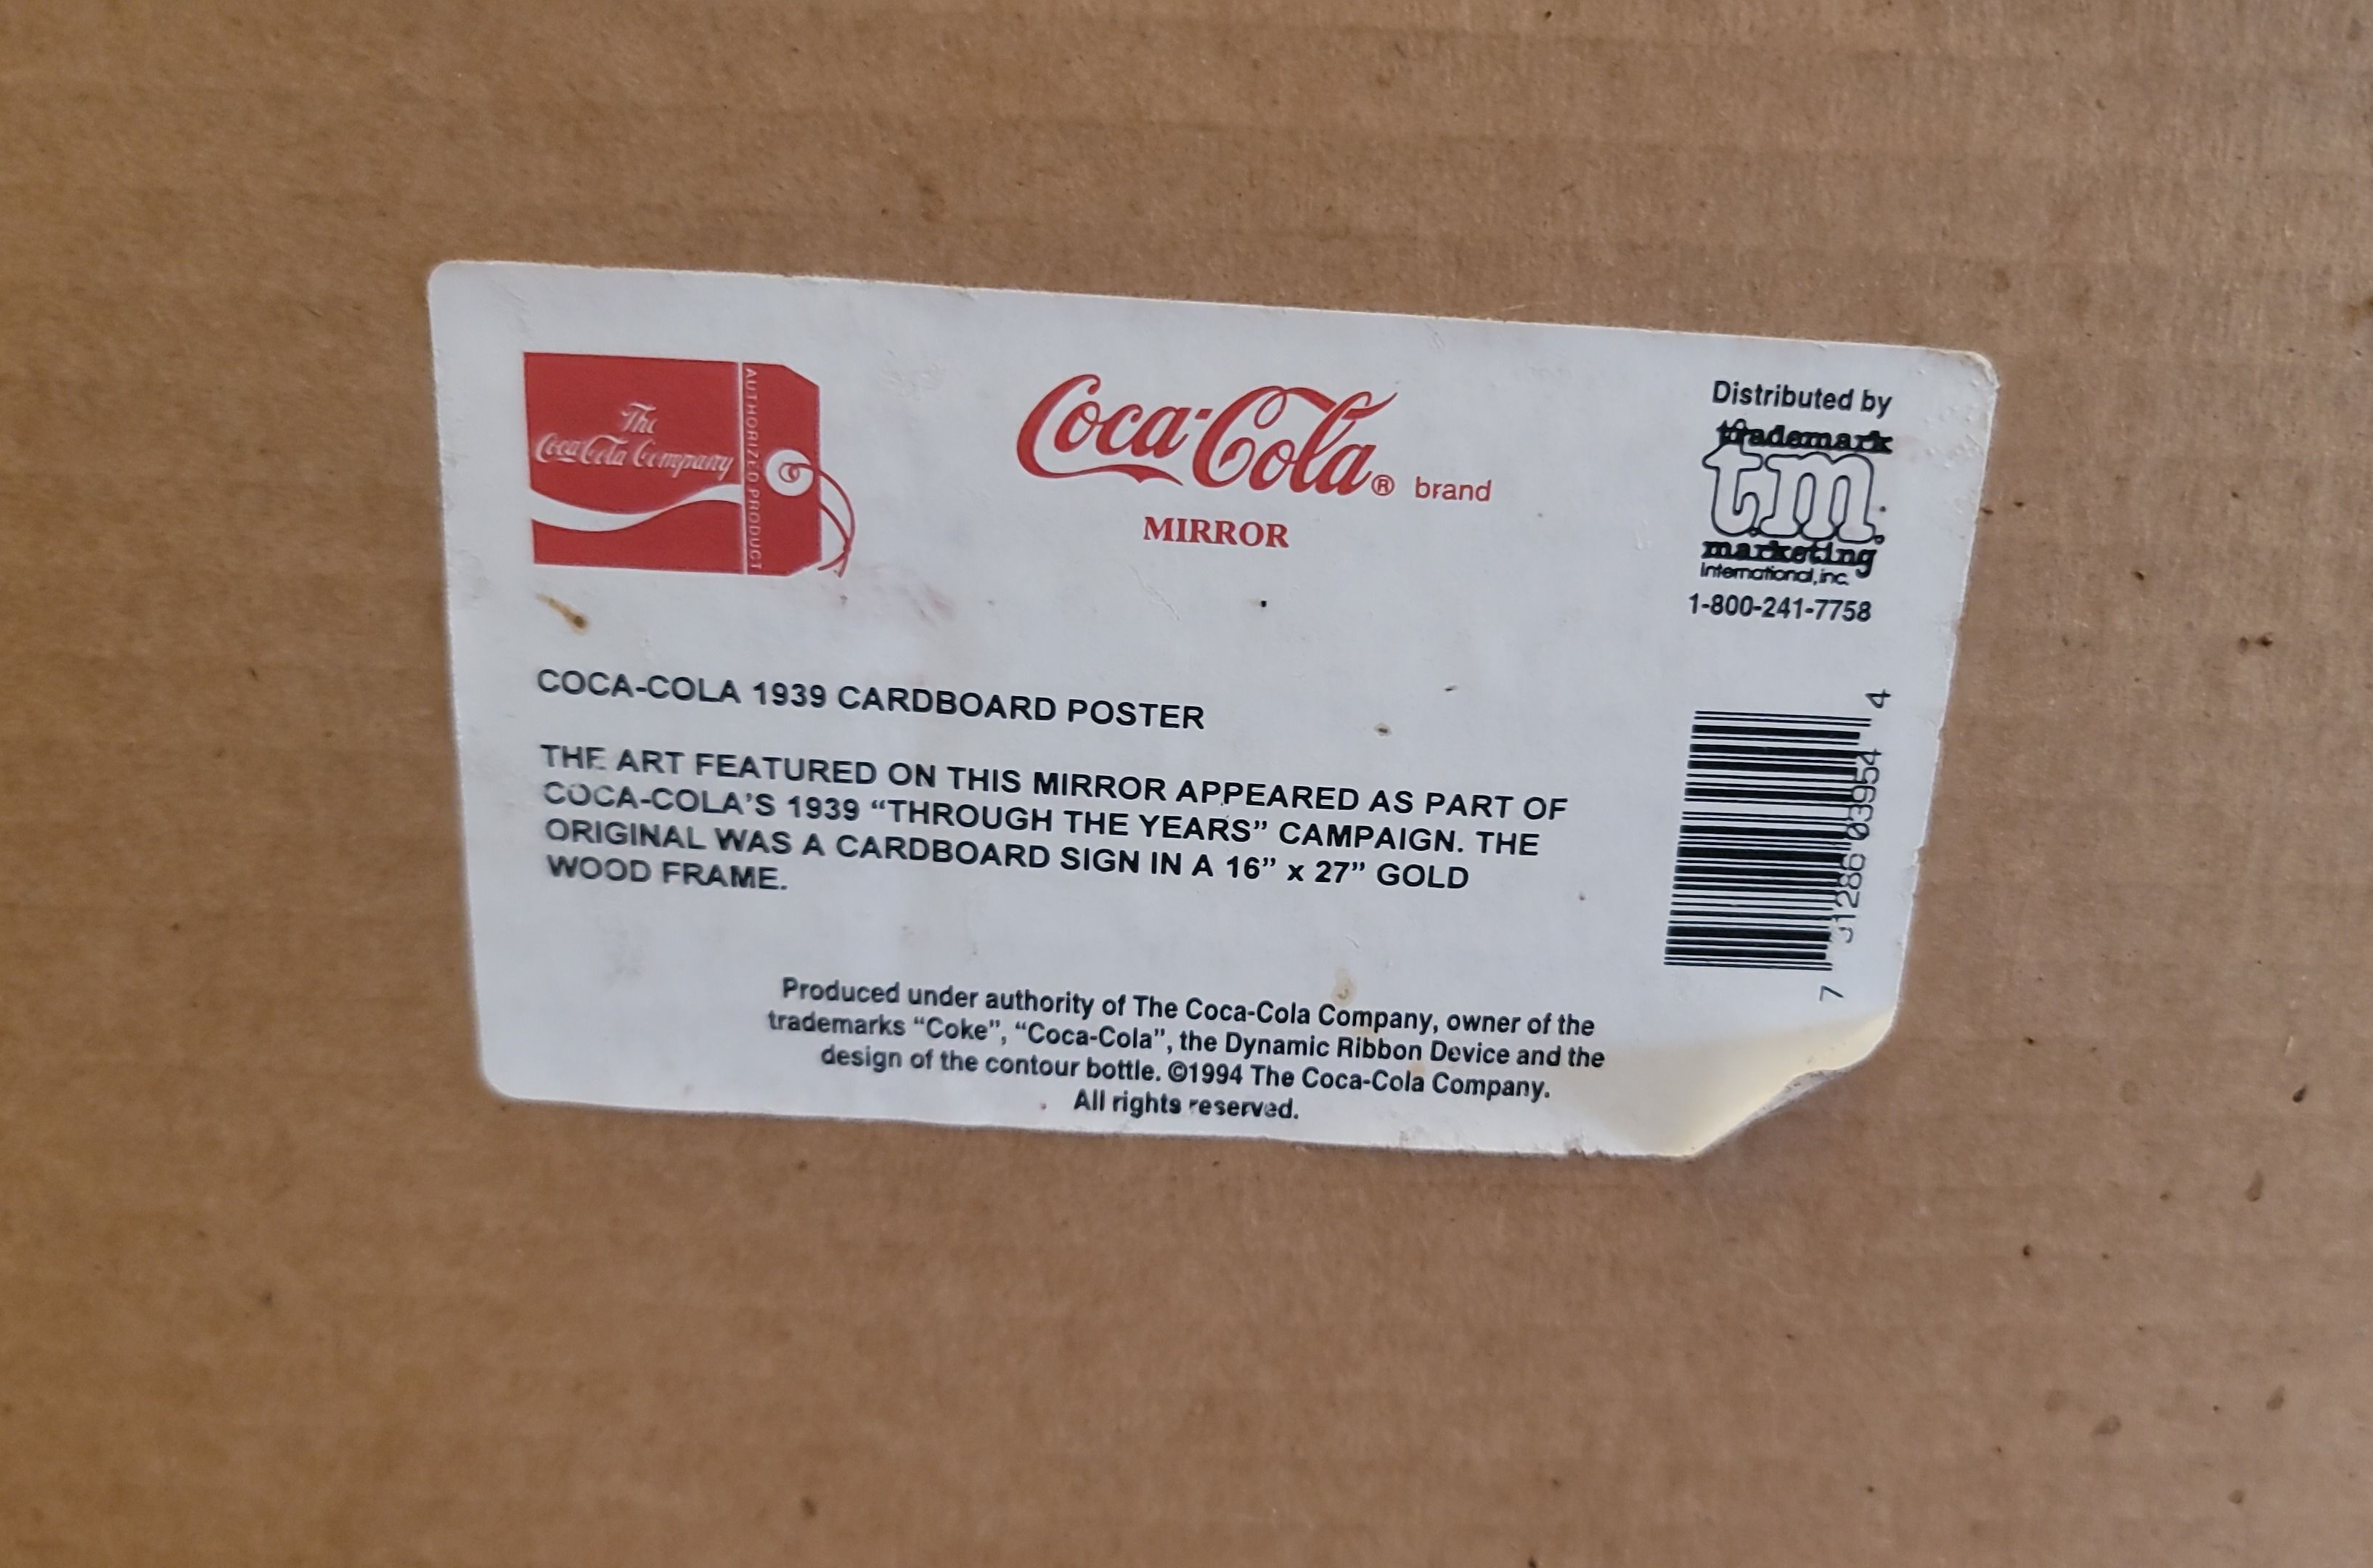 The
Coca-Cola Company
AUTHORIZED PRODUCT
Coca-Cola® brand
MIRROR
Distributed by
trademark
t.m.
marketing
International, inc.
1-800-241-7758
COCA-COLA 1939 CARDBOARD POSTER
THE ART FEATURED ON THIS MIRROR APPEARED AS PART OF
COCA-COLA'S 1939 “THROUGH THE YEARS” CAMPAIGN. THE
ORIGINAL WAS A CARDBOARD SIGN IN A 16” x 27” GOLD
WOOD FRAME.
7 31286 03954 4
Produced under authority of The Coca-Cola Company, owner of the
trademarks “Coke”, “Coca-Cola”, the Dynamic Ribbon Device and the
design of the contour bottle. ©1994 The Coca-Cola Company.
All rights reserved.